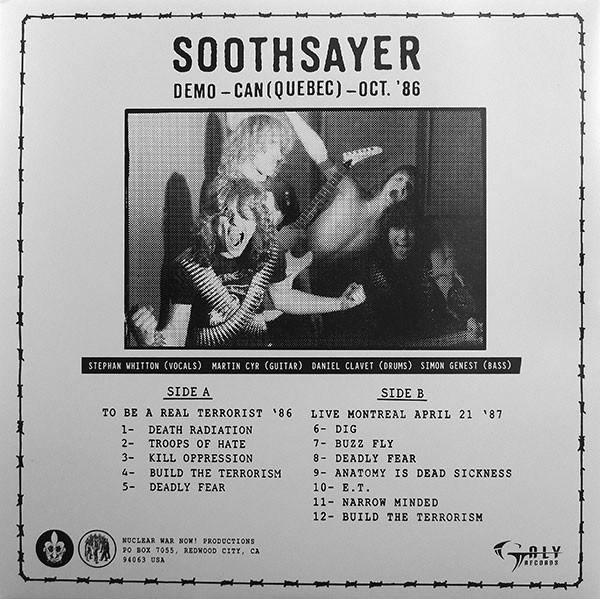 SOOTHSAYER
DEMO-CAN(QUEBEC)-OCT. '86
STEPHAN WHITTON (VOCALS) MARTIN CYR (GUITAR) DANIEL CLAVET (DRUMS) SIMON GENEST (BASS)
SIDE A
TO BE A REAL TERRORIST '86
1- DEATH RADIATION
2- TROOPS OF HATE
3- KILL OPPRESSION
4- BUILD THE TERRORISM
5- DEADLY FEAR
SIDE B
LIVE MONTREAL APRIL 21 '87
6- DIG
7- BUZZ FLY
8- DEADLY FEAR
9- ANATOMY IS DEAD SICKNESS
10- E.T.
11- NARROW MINDED
12- BUILD THE TERRORISM
NUCLEAR WAR NOW! PRODUCTIONS
PO BOX 7055, REDWOOD CITY, CA
94063 USA
GALY
RECORDS